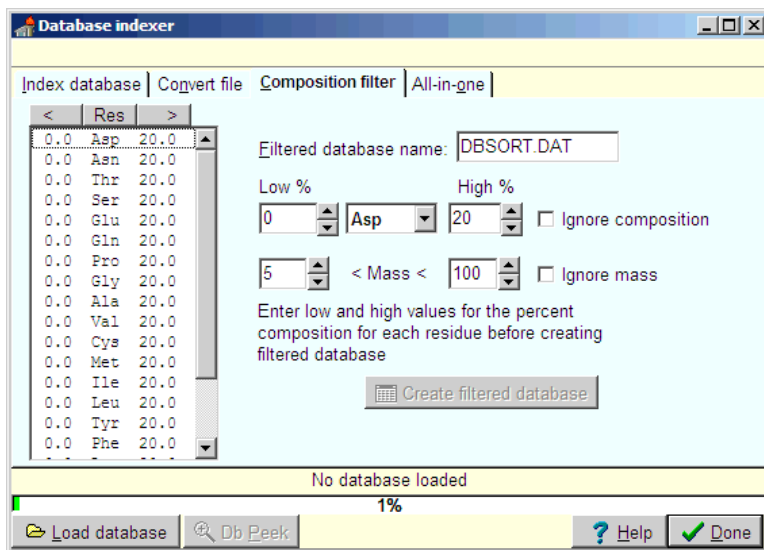 Database indexer
Index database Convert file Composition filter All-in-one
< Res >
0.0 Asp 20.0
0.0 Asn 20.0
0.0 Thr 20.0
0.0 Ser 20.0
0.0 Glu 20.0
0.0 Gln 20.0
0.0 Pro 20.0
0.0 Gly 20.0
0.0 Ala 20.0
0.0 Val 20.0
0.0 Cys 20.0
0.0 Met 20.0
0.0 Ile 20.0
0.0 Leu 20.0
0.0 Tyr 20.0
0.0 Phe 20.0
Filtered database name: DBSORT.DAT
Low % High %
0 Asp 20 Ignore composition
5 < Mass < 100 Ignore mass
Enter low and high values for the percent
composition for each residue before creating
filtered database
Create filtered database
No database loaded
1%
Load database Db Peek Help Done